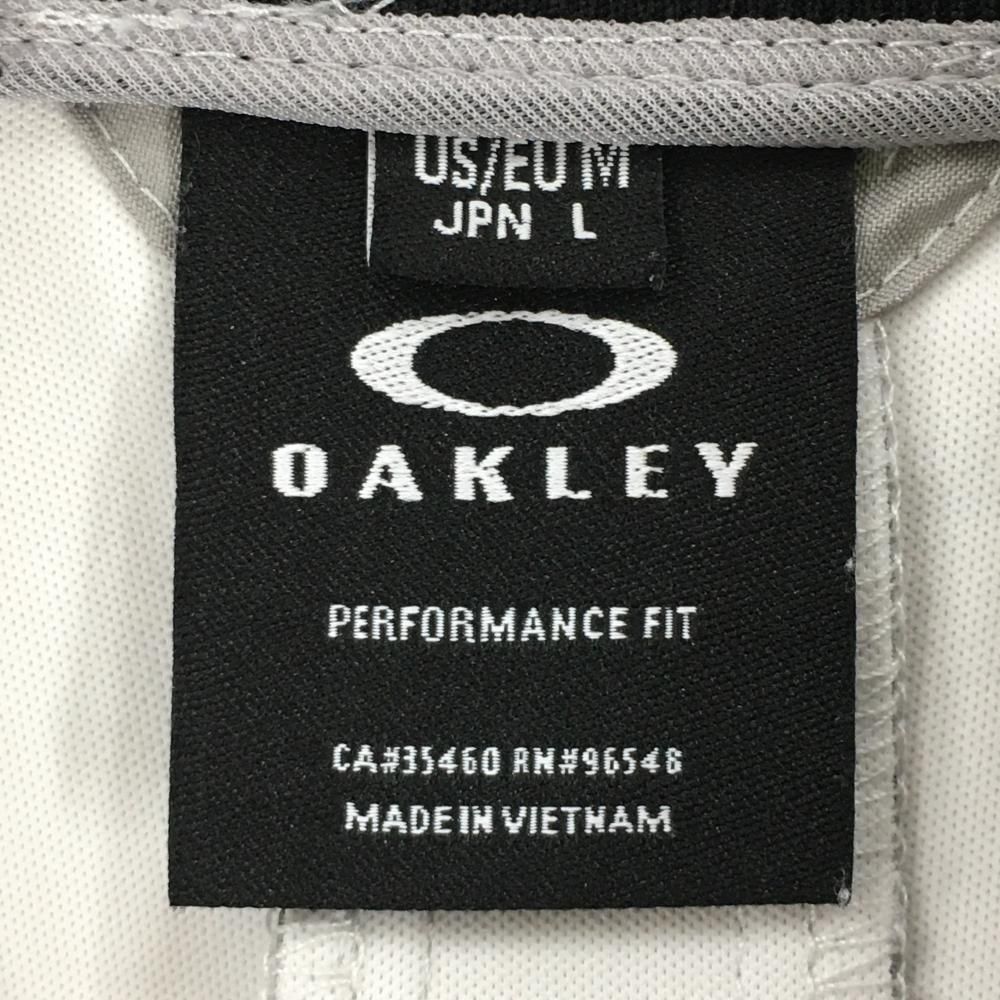 US/EU M
JPN L
OAKLEY
PERFORMANCE FIT
CA#35460 RN#96548
MADE IN VIETNAM